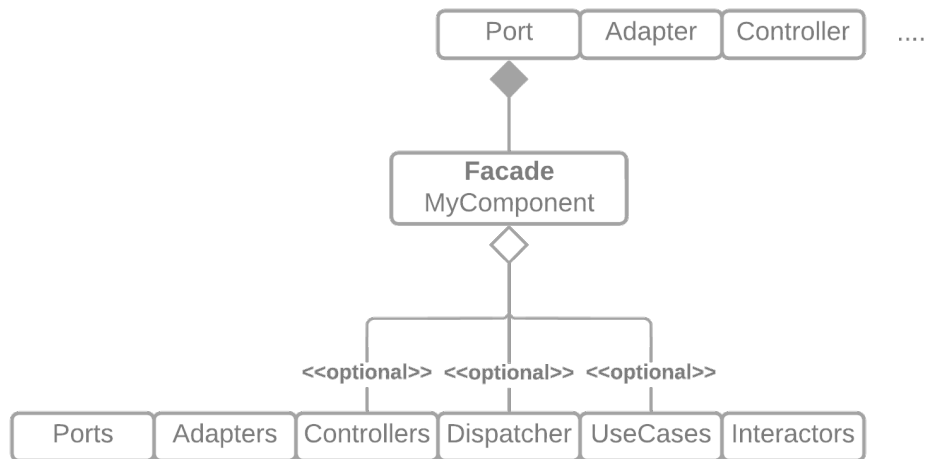 Port Adapter Controller ....
Facade
MyComponent
<<optional>> <<optional>> <<optional>>
Ports Adapters Controllers Dispatcher UseCases Interactors